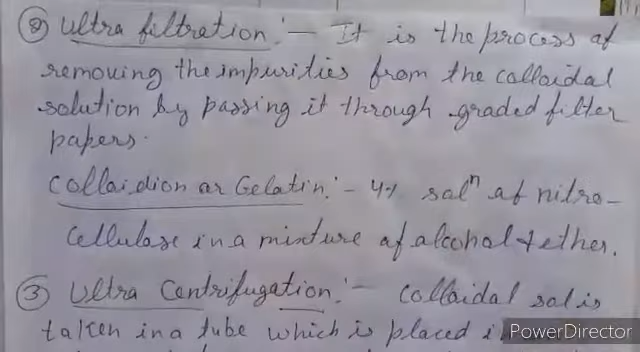 ② Ultra filtration :- It is the process of
removing the impurities from the colloidal
solution by passing it through graded filter
papers.
Colloidion or Gelatin :- 4% solⁿ of nitro-
cellulose in a mixture of alcohol & ether.
③ Ultra Centrifugation :- Colloidal sol is
taken in a tube which is placed i
PowerDirector